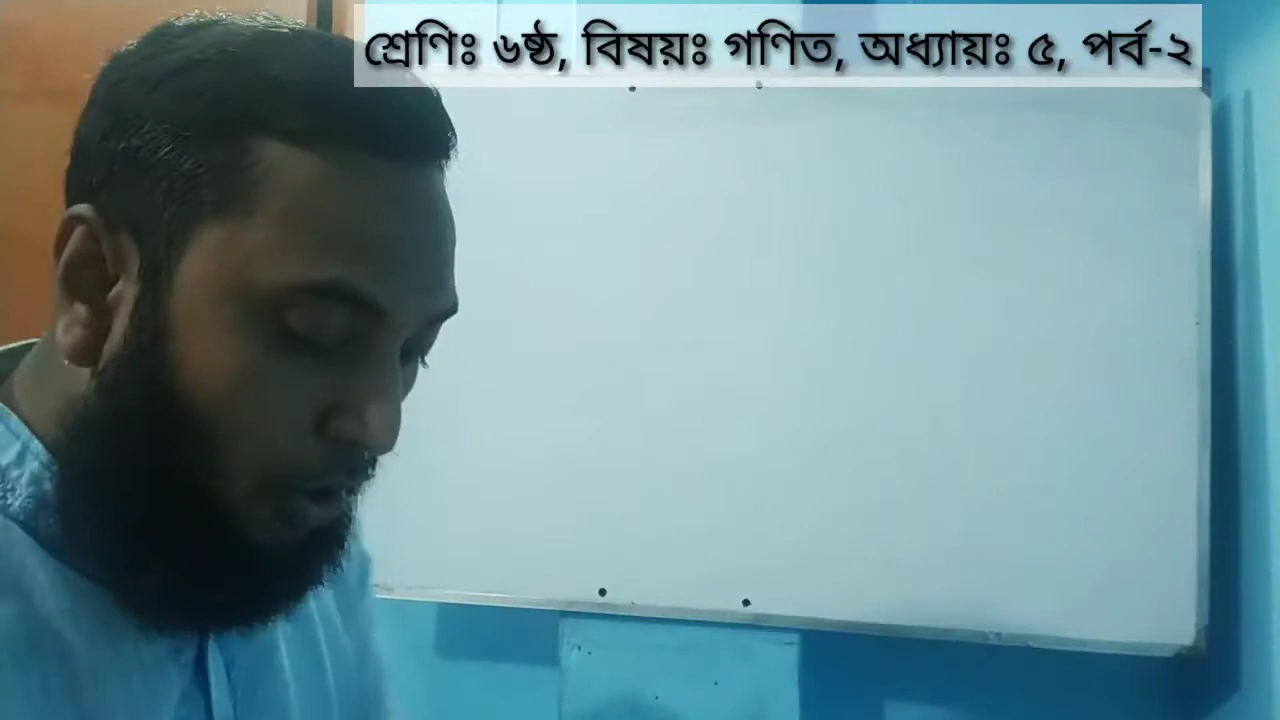 শ্রেণিঃ ৬ষ্ঠ, বিষয়ঃ গণিত, অধ্যায়ঃ ৫, পর্ব-২